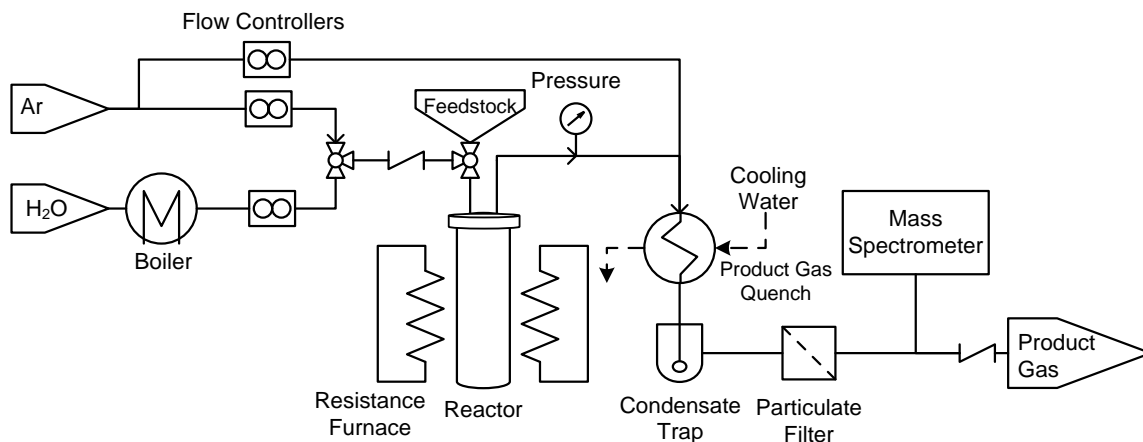 Flow Controllers
Pressure
Ar
Feedstock
H₂O
Boiler
Cooling
Water
Mass
Spectrometer
Product Gas
Quench
Product
Gas
Resistance
Furnace
Reactor
Condensate
Trap
Particulate
Filter